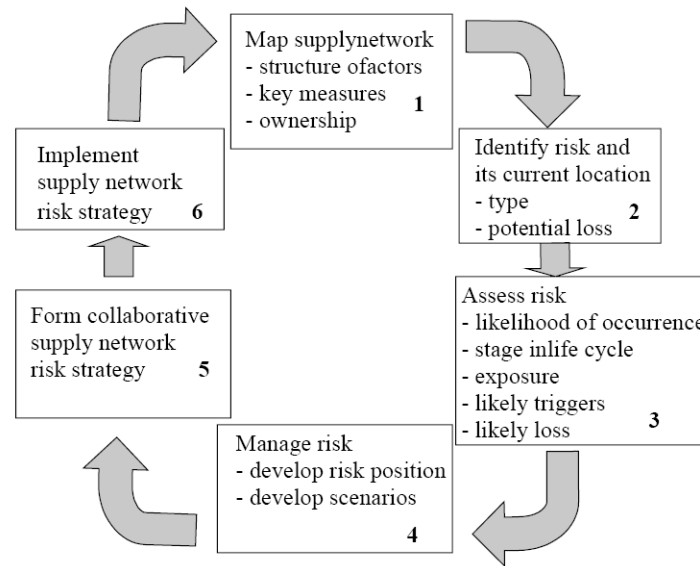 Map supplynetwork
- structure ofactors
- key measures
- ownership
1
Identify risk and
its current location
- type
- potential loss
2
Assess risk
- likelihood of occurrence
- stage inlife cycle
- exposure
- likely triggers
- likely loss
3
Manage risk
- develop risk position
- develop scenarios
4
Form collaborative
supply network
risk strategy
5
Implement
supply network
risk strategy
6